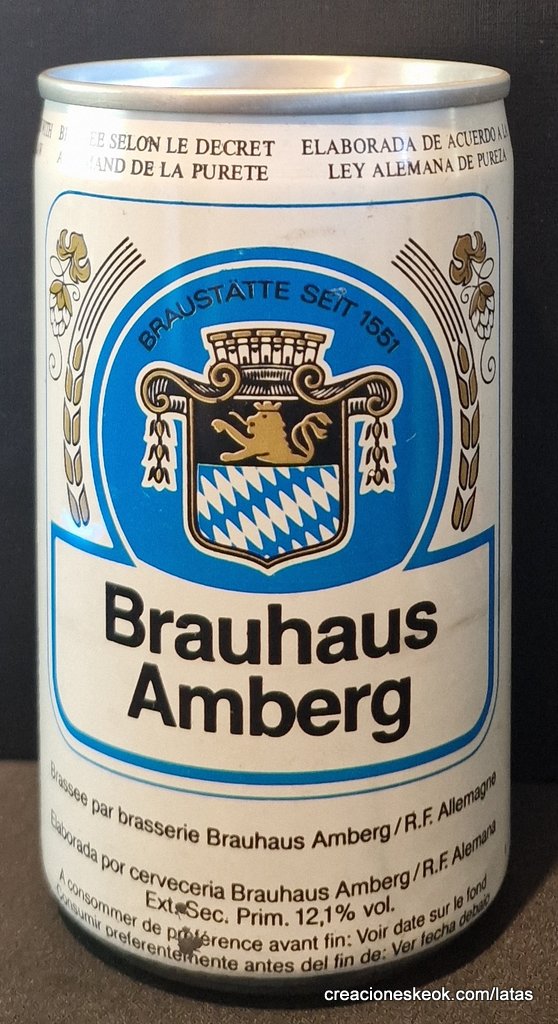 SELON LE DECRET
DE LA PURETE
ELABORADA DE ACUERDO A
LEY ALEMANA DE PUREZA
BRAUSTÄTTE SEIT 1551
Brauhaus
Amberg
Brassee par brasserie Brauhaus Amberg/R.F. Allemagne
Elaborada por cerveceria Brauhaus Amberg/R.F. Alemana
Ext. Sec. Prim. 12,1% vol.
A consommer de préférence avant fin: Voir date sur le fond
Consumir preferentemente antes del fin de: Ver fecha debajo
creacioneskeok.com/latas